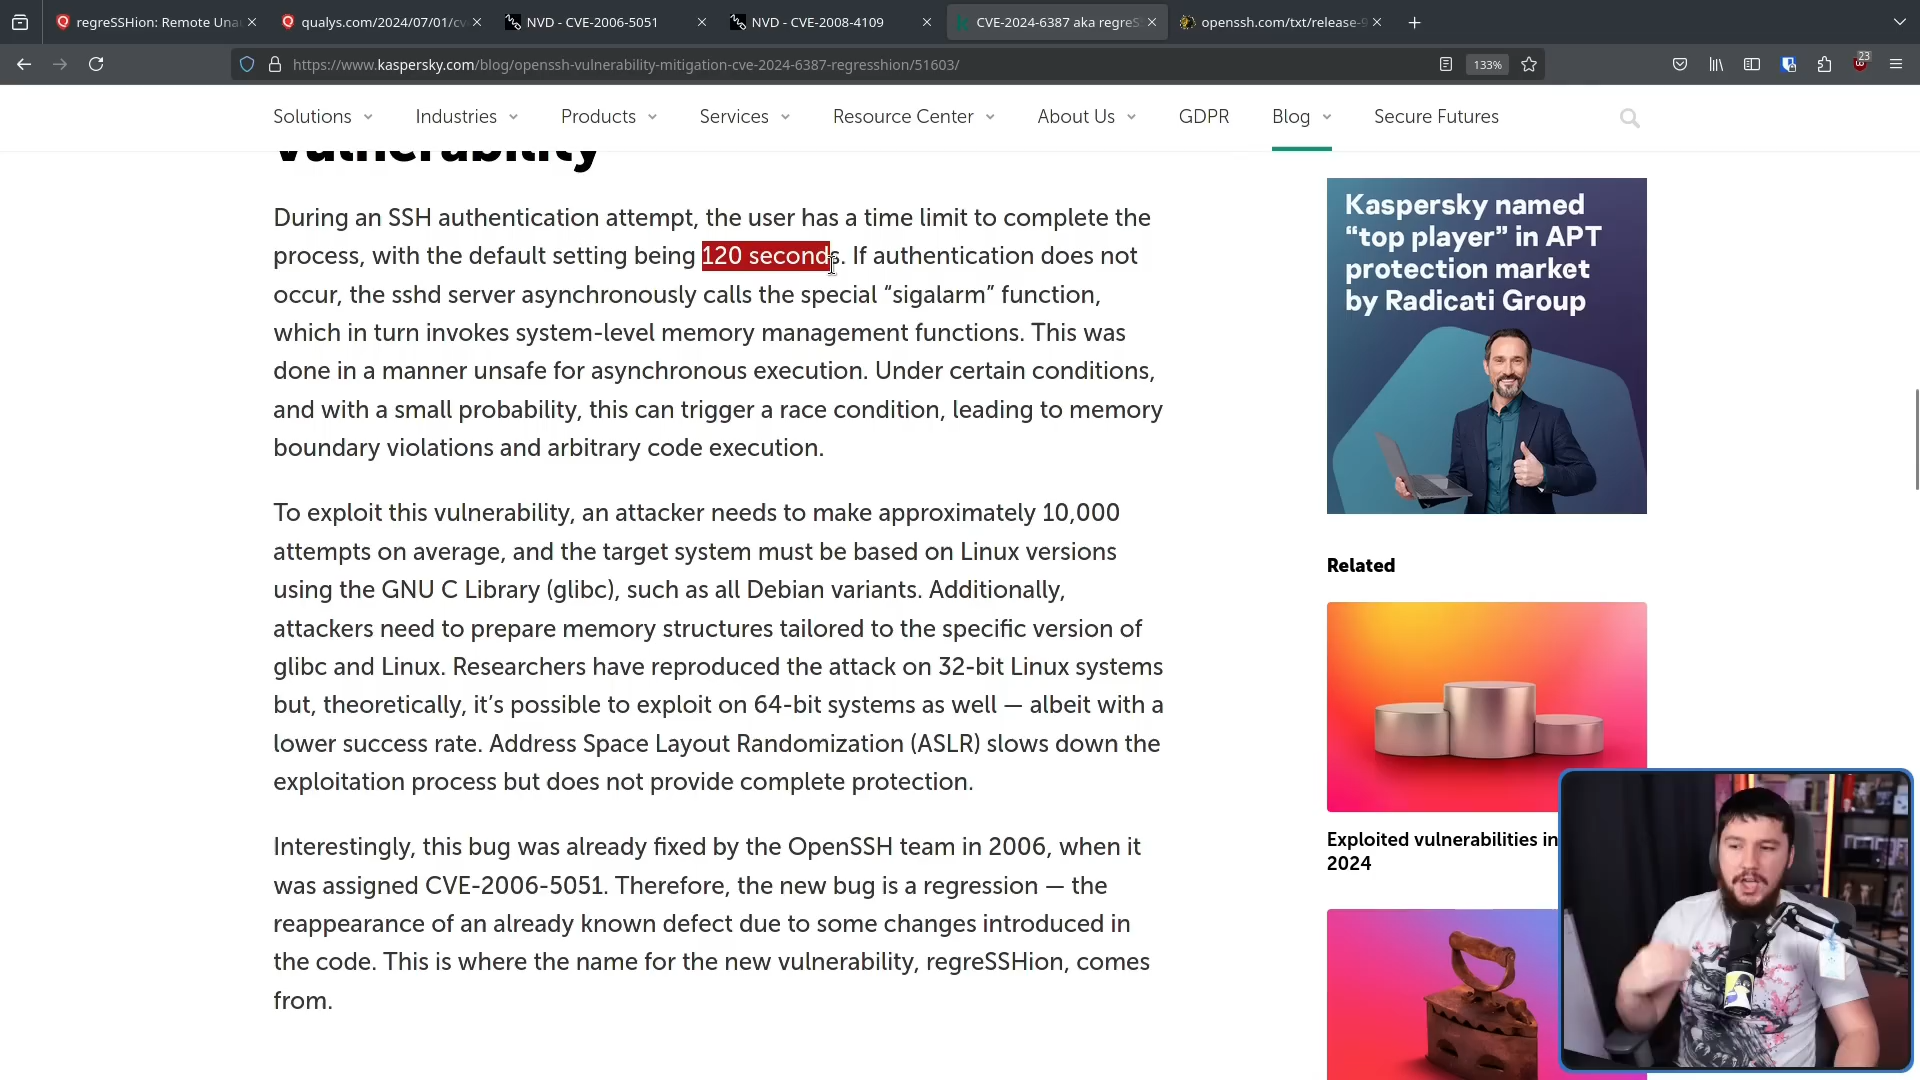 regreSSHion: Remote Una
qualys.com/2024/07/01/cv
NVD - CVE-2006-5051
NVD - CVE-2008-4109
CVE-2024-6387 aka regreS
openssh.com/txt/release-9
https://www.kaspersky.com/blog/openssh-vulnerability-mitigation-cve-2024-6387-regresshion/51603/
133%
23
Solutions
Industries
Products
Services
Resource Center
About Us
GDPR
Blog
Secure Futures
vulnerability
During an SSH authentication attempt, the user has a time limit to complete the
process, with the default setting being 120 seconds. If authentication does not
occur, the sshd server asynchronously calls the special “sigalarm” function,
which in turn invokes system-level memory management functions. This was
done in a manner unsafe for asynchronous execution. Under certain conditions,
and with a small probability, this can trigger a race condition, leading to memory
boundary violations and arbitrary code execution.
To exploit this vulnerability, an attacker needs to make approximately 10,000
attempts on average, and the target system must be based on Linux versions
using the GNU C Library (glibc), such as all Debian variants. Additionally,
attackers need to prepare memory structures tailored to the specific version of
glibc and Linux. Researchers have reproduced the attack on 32-bit Linux systems
but, theoretically, it’s possible to exploit on 64-bit systems as well — albeit with a
lower success rate. Address Space Layout Randomization (ASLR) slows down the
exploitation process but does not provide complete protection.
Interestingly, this bug was already fixed by the OpenSSH team in 2006, when it
was assigned CVE-2006-5051. Therefore, the new bug is a regression — the
reappearance of an already known defect due to some changes introduced in
the code. This is where the name for the new vulnerability, regreSSHion, comes
from.
Kaspersky named
“top player” in APT
protection market
by Radicati Group
Related
Exploited vulnerabilities in
2024